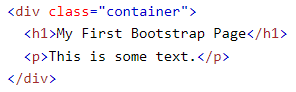 <div class="container">
  <h1>My First Bootstrap Page</h1>
  <p>This is some text.</p>
</div>